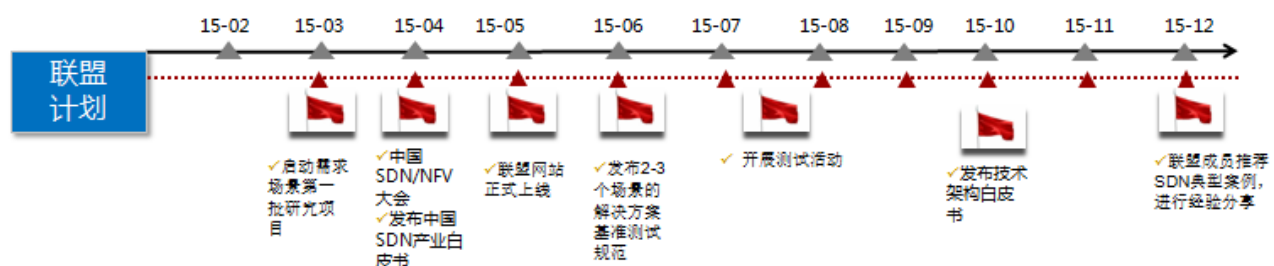 15-02 15-03 15-04 15-05 15-06 15-07 15-08 15-09 15-10 15-11 15-12
联盟
计划
✓启动需求
场景第一
批研究项
目
✓中国
SDN/NFV
大会
✓发布中国
SDN产业白
皮书
✓联盟网站
正式上线
✓发布2-3
个场景的
解决方案
基准测试
规范
✓ 开展测试活动
✓发布技术
架构白皮
书
✓联盟成员推荐
SDN典型案例，
进行经验分享